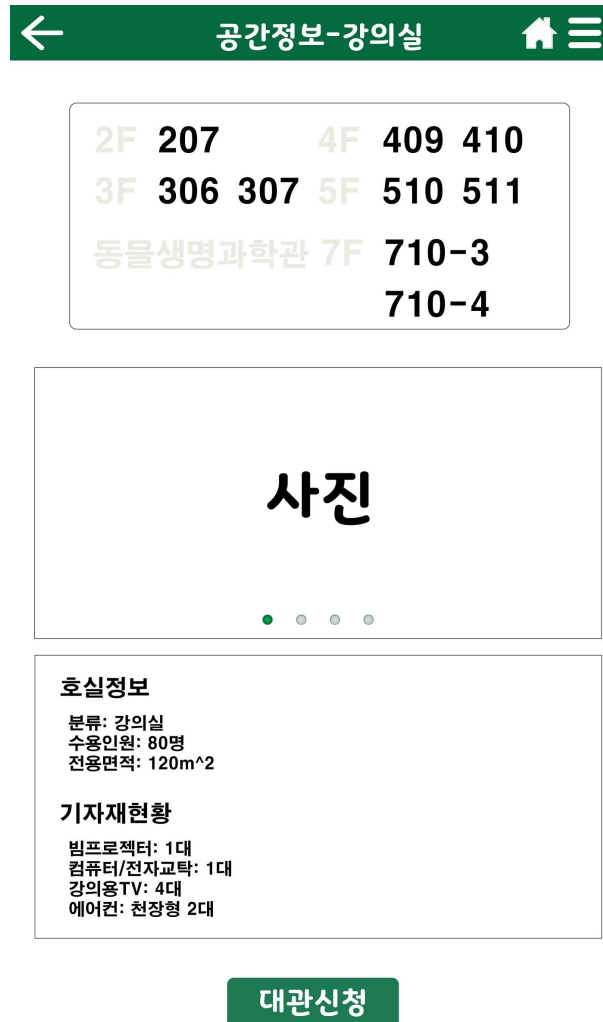 공간정보-강의실
2F 207 4F 409 410
3F 306 307 5F 510 511
동물생명과학관 7F 710-3
710-4
사진
호실정보
분류: 강의실
수용인원: 80명
전용면적: 120m^2
기자재현황
빔프로젝터: 1대
컴퓨터/전자교탁: 1대
강의용TV: 4대
에어컨: 천장형 2대
대관신청